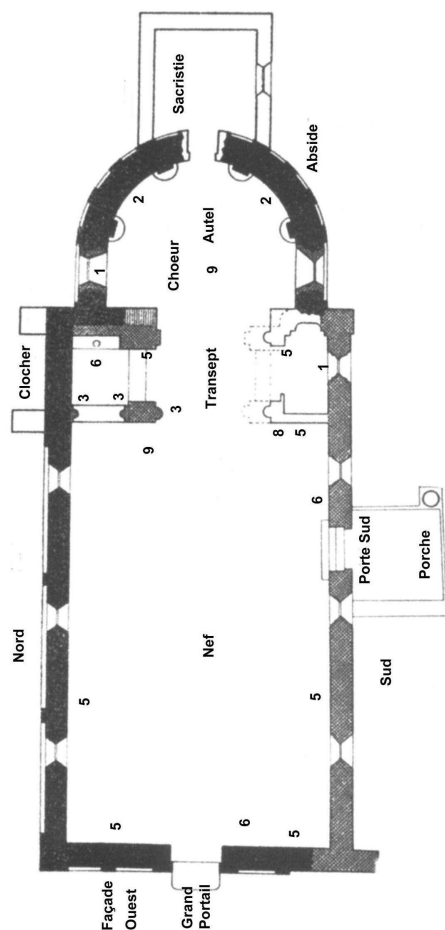 Nord
Clocher
3
5
6
1
Façade
Ouest
5
3
2
5
9
3
Choeur
Sacristie
Grand
Portail
Nef
Transept
Autel
9
6
2
8
5
5
5
Abside
5
6
1
Porte Sud
Sud
Porche